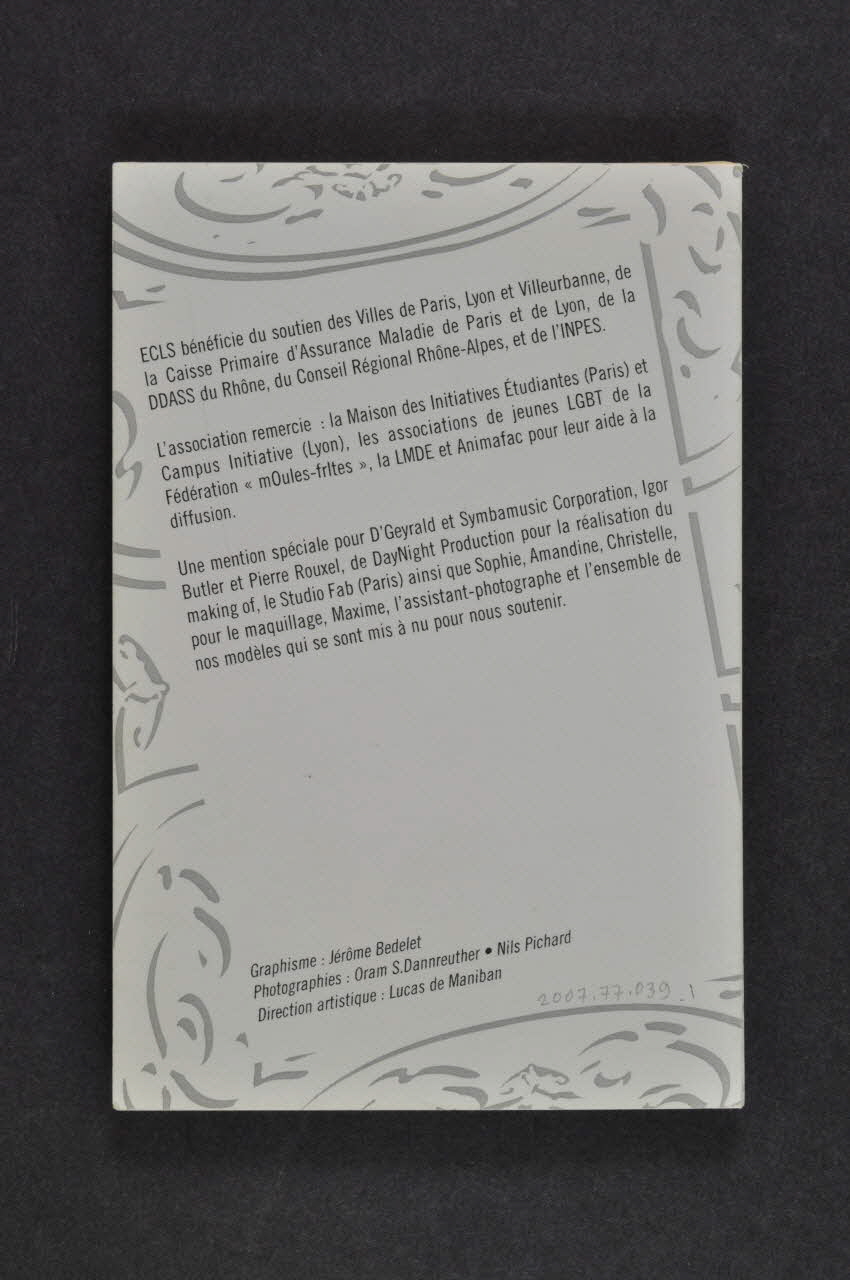 ECLS bénéficie du soutien des Villes de Paris, Lyon et Villeurbanne, de
la Caisse Primaire d'Assurance Maladie de Paris et de Lyon, de la
DDASS du Rhône, du Conseil Régional Rhône-Alpes, et de l'INPES.
L'association remercie : la Maison des Initiatives Étudiantes (Paris) et
Campus Initiative (Lyon), les associations de jeunes LGBT de la
Fédération « mOules-frItes », la LMDE et Animafac pour leur aide à la
diffusion.
Une mention spéciale pour D'Geyrald et Symbamusic Corporation, Igor
Butler et Pierre Rouxel, de DayNight Production pour la réalisation du
making of, le Studio Fab (Paris) ainsi que Sophie, Amandine, Christelle,
pour le maquillage, Maxime, l'assistant-photographe et l'ensemble de
nos modèles qui se sont mis à nu pour nous soutenir.
Graphisme : Jérôme Bedelet
Photographies : Oram S.Dannreuther • Nils Pichard
Direction artistique : Lucas de Maniban
2007.77.039_1